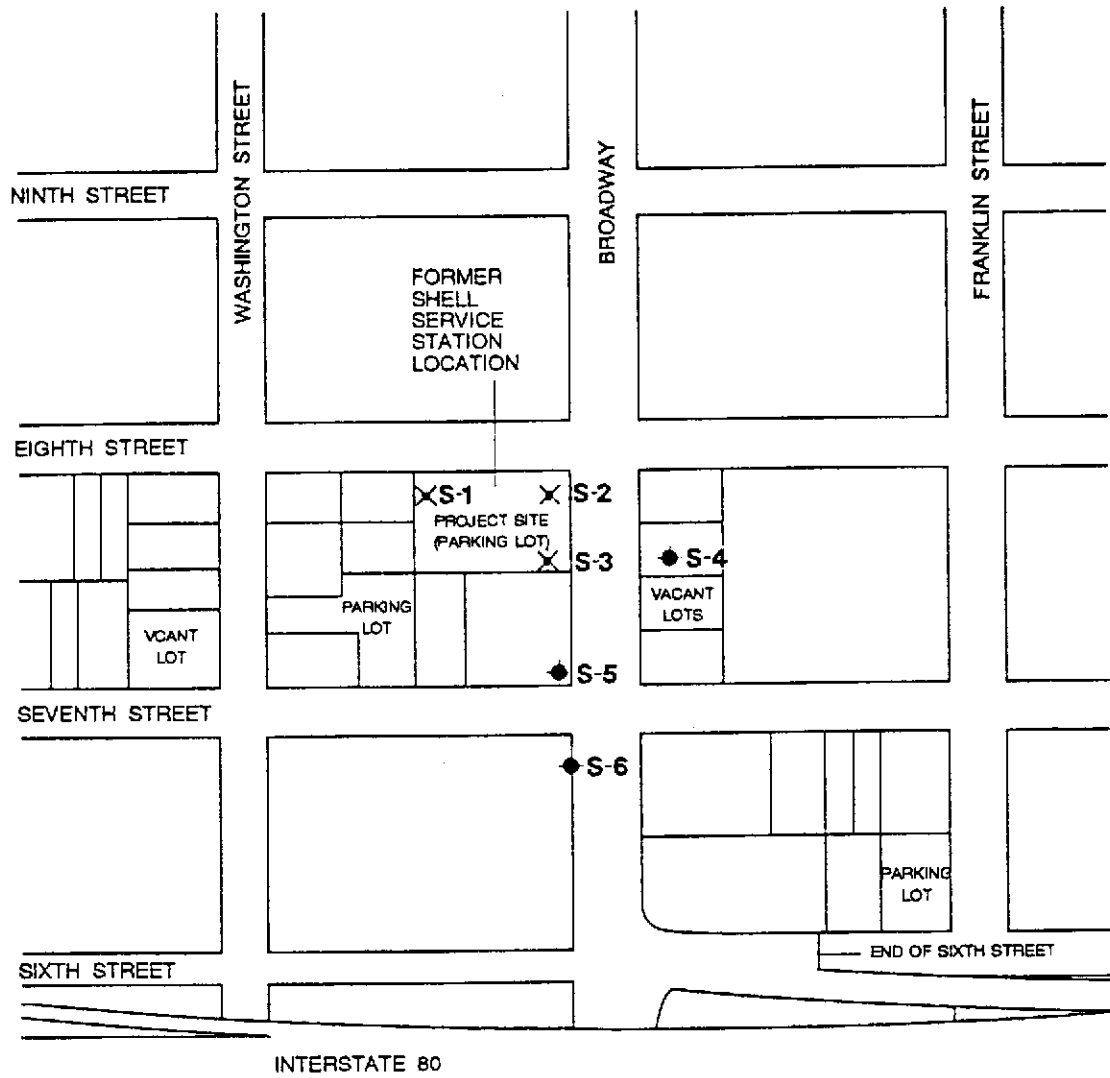 WASHINGTON STREET
BROADWAY
FRANKLIN STREET
NINTH STREET
FORMER
SHELL
SERVICE
STATION
LOCATION
EIGHTH STREET
S-1
S-2
PROJECT SITE
(PARKING LOT)
S-3
S-4
VACANT
LOTS
PARKING
LOT
VCANT
LOT
S-5
SEVENTH STREET
S-6
PARKING
LOT
END OF SIXTH STREET
SIXTH STREET
INTERSTATE 80